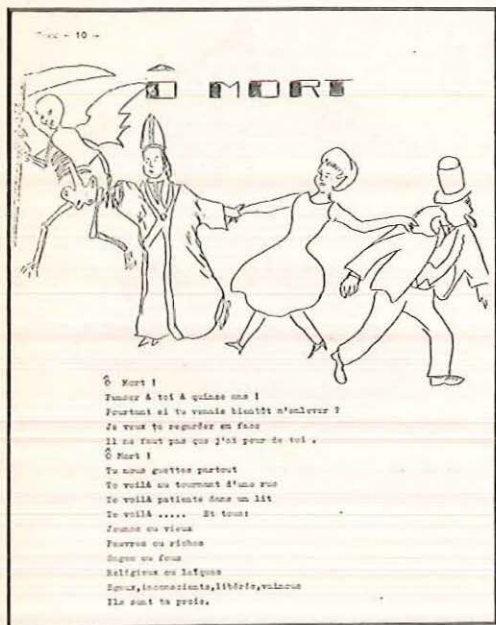 - 10 -
Ô MORT
Ô Mort !
Penser à toi à quinze ans !
Pourtant si tu venais bientôt m'enlever ?
Je veux te regarder en face
Il ne faut pas que j'ai peur de toi .
Ô Mort !
Tu nous guettes partout
Te voilà au tournant d'une rue
Te voilà patiente dans un lit
Te voilà ..... Et tous:
Jeunes ou vieux
Pauvres ou riches
Sages ou fous
Religieux ou laïques
Egaux,inconscients,libérés,vaincus
Ils sont ta proie.